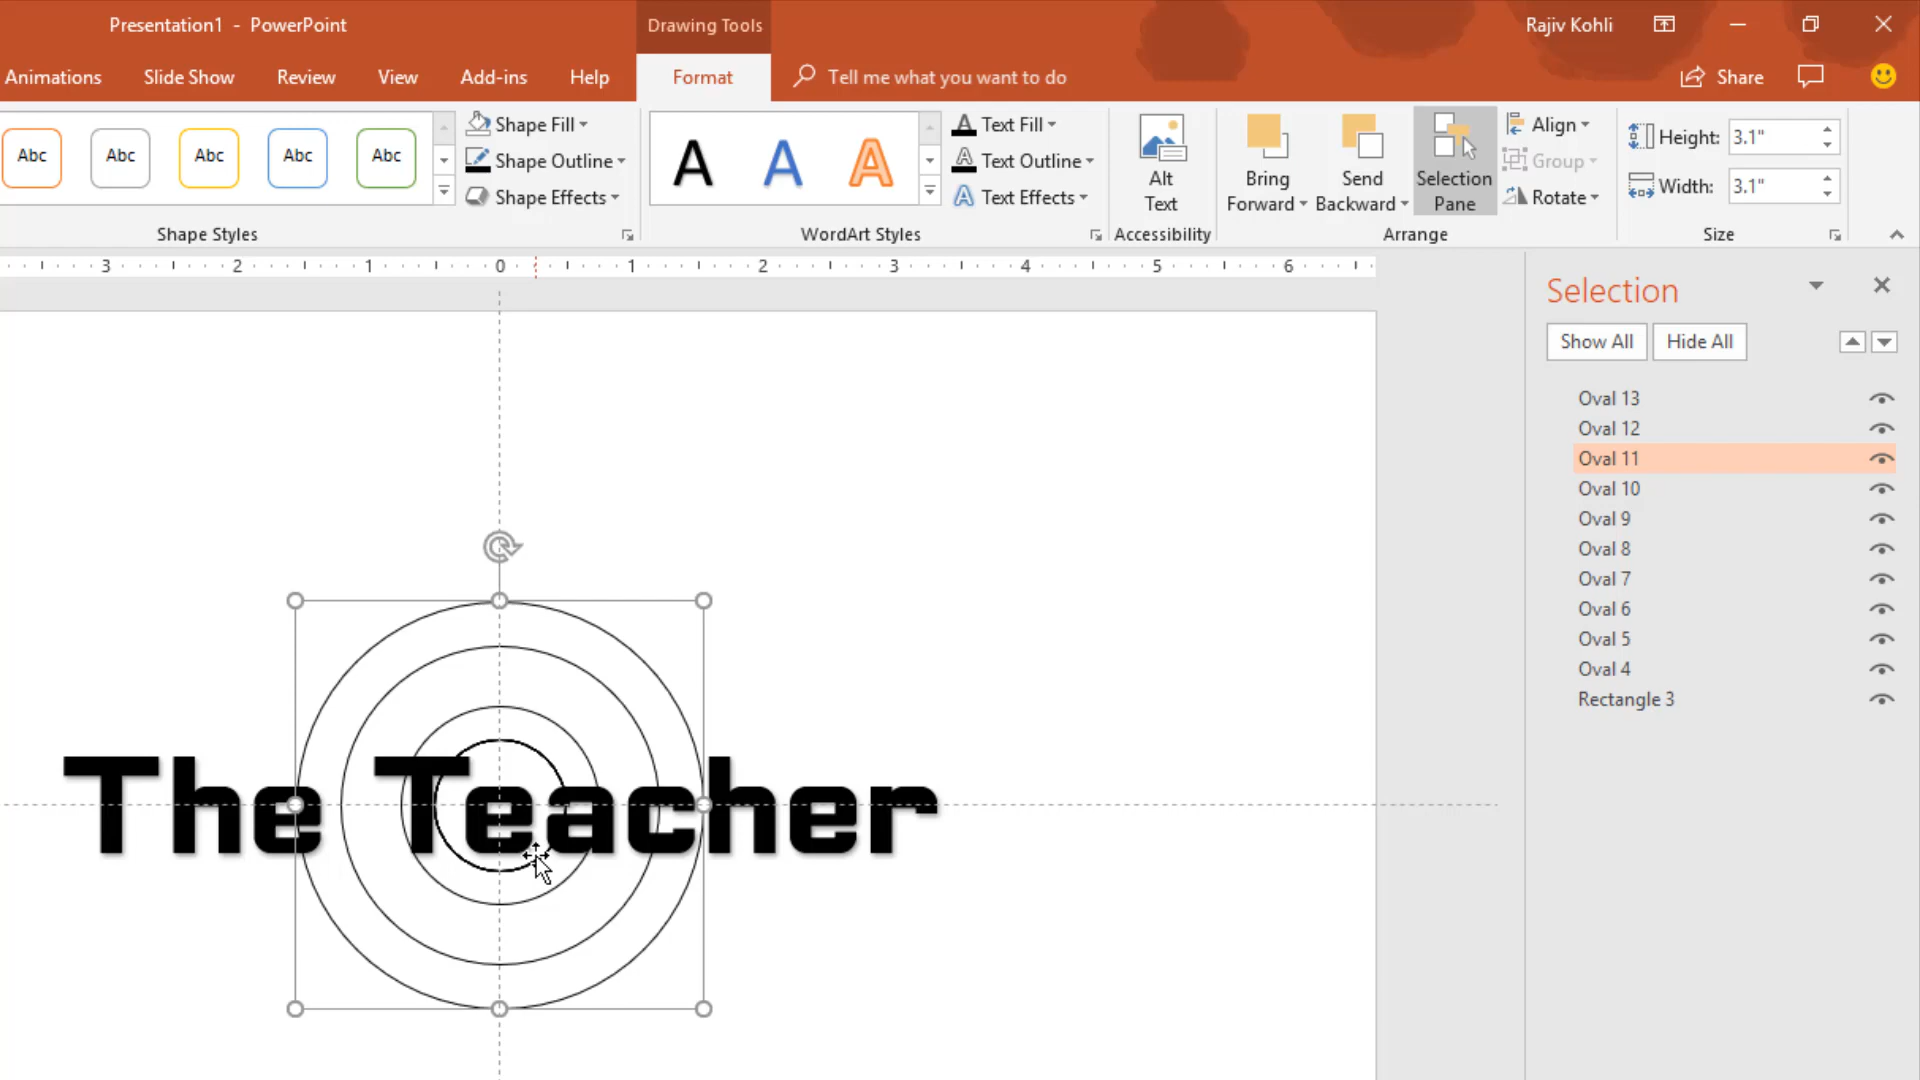 Presentation1 - PowerPoint
Drawing Tools
Rajiv Kohli
Animations
Slide Show
Review
View
Add-ins
Help
Format
Tell me what you want to do
Share
Abc
Abc
Abc
Abc
Abc
Shape Fill
Shape Outline
Shape Effects
Shape Styles
A
A
A
WordArt Styles
A Text Fill
A Text Outline
A Text Effects
Alt
Text
Accessibility
Bring
Forward
Send
Backward
Selection
Pane
Align
Group
Rotate
Arrange
Height: 3.1"
Width: 3.1"
Size
3 2 1 0 1 2 3 4 5 6
Selection
Show All
Hide All
Oval 13
Oval 12
Oval 11
Oval 10
Oval 9
Oval 8
Oval 7
Oval 6
Oval 5
Oval 4
Rectangle 3
The Teacher